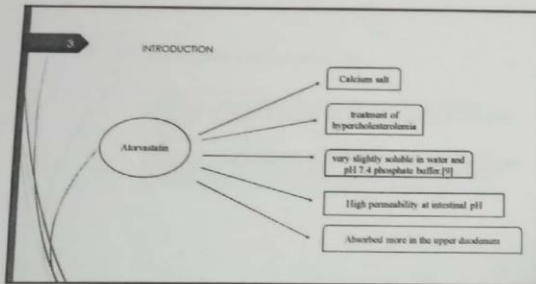 3
INTRODUCTION
Atorvastatin
Calcium salt
treatment of
hypercholesterolemia
very slightly soluble in water and
pH 7.4 phosphate buffer.[9]
High permeability at intestinal pH
Absorbed more in the upper duodenum